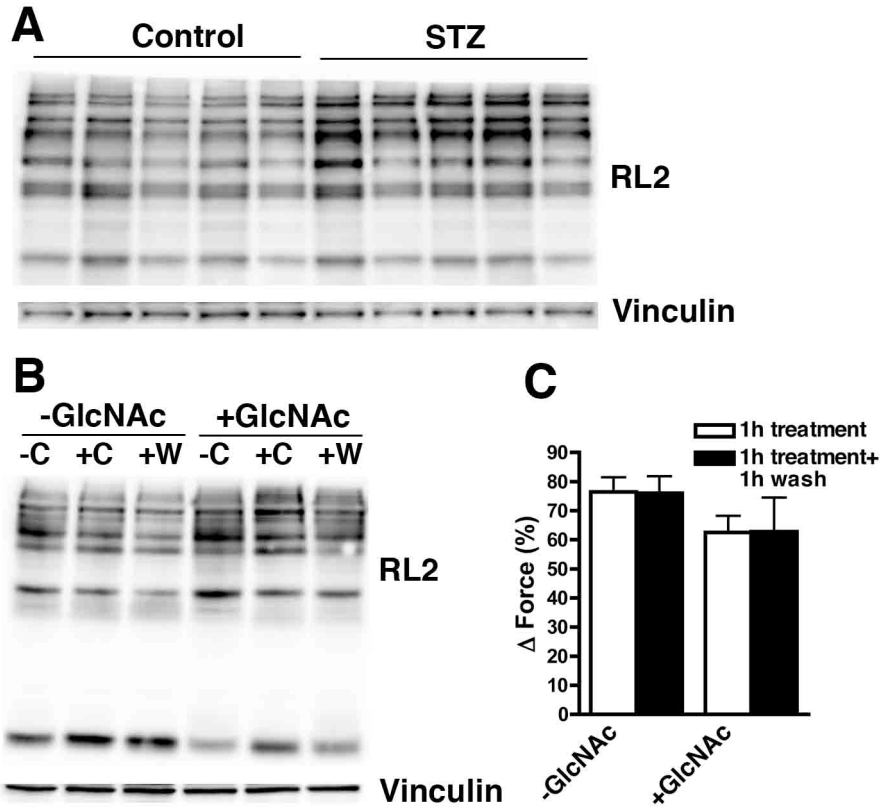 A
Control STZ
RL2
Vinculin
B
-GlcNAc +GlcNAc
-C +C +W -C +C +W
RL2
Vinculin
C
1h treatment
1h treatment+
1h wash
Δ Force (%)
90
80
70
60
50
40
30
20
10
0
-GlcNAc +GlcNAc